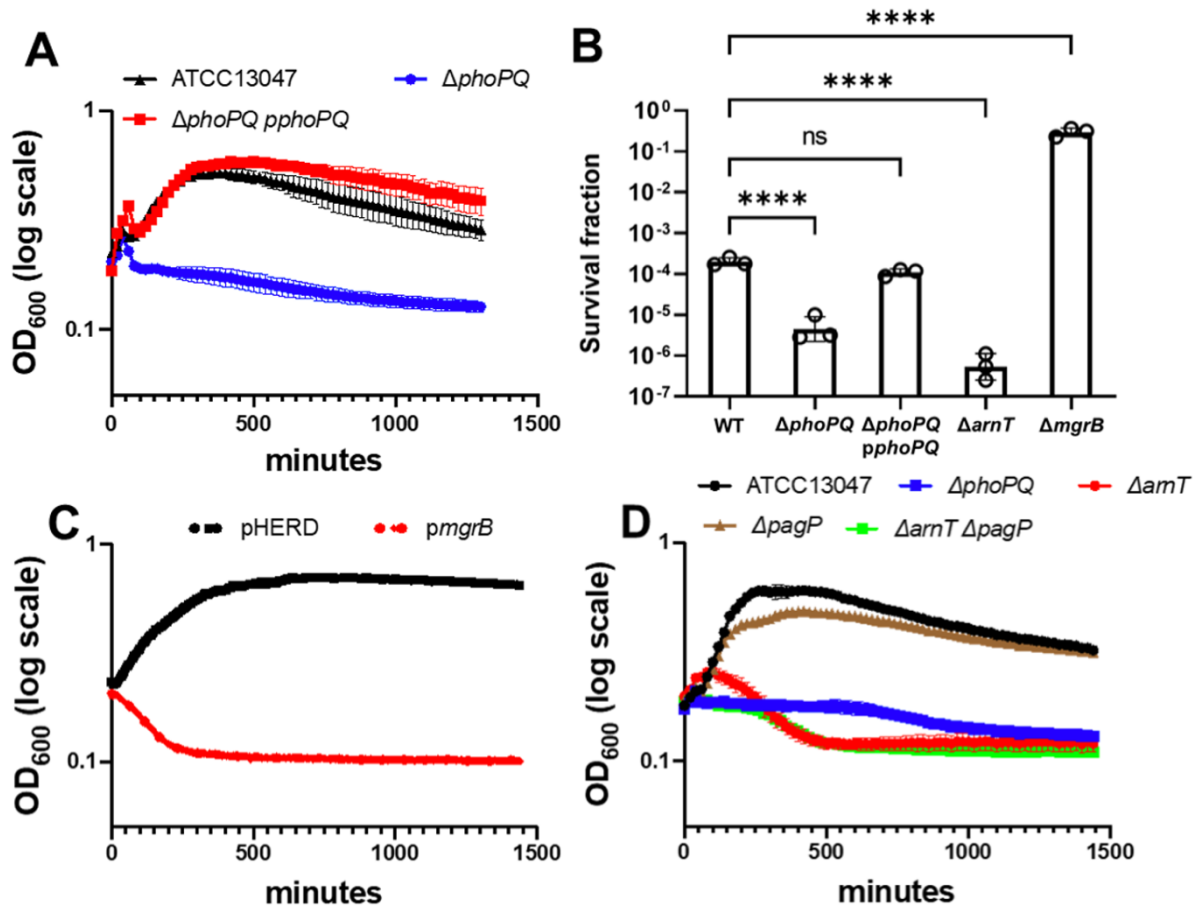 A
ATCC13047
ΔphoPQ
ΔphoPQ pphoPQ
OD600 (log scale)
1
0.1
0
500
1000
1500
minutes
B
****
****
ns
****
Survival fraction
10^0
10^-1
10^-2
10^-3
10^-4
10^-5
10^-6
10^-7
WT
ΔphoPQ
ΔphoPQ
pphoPQ
ΔarnT
ΔmgrB
C
pHERD
pmgrB
OD600 (log scale)
1
0.1
0
500
1000
1500
minutes
D
ATCC13047
ΔphoPQ
ΔarnT
ΔpagP
ΔarnT ΔpagP
OD600 (log scale)
1
0.1
0
500
1000
1500
minutes